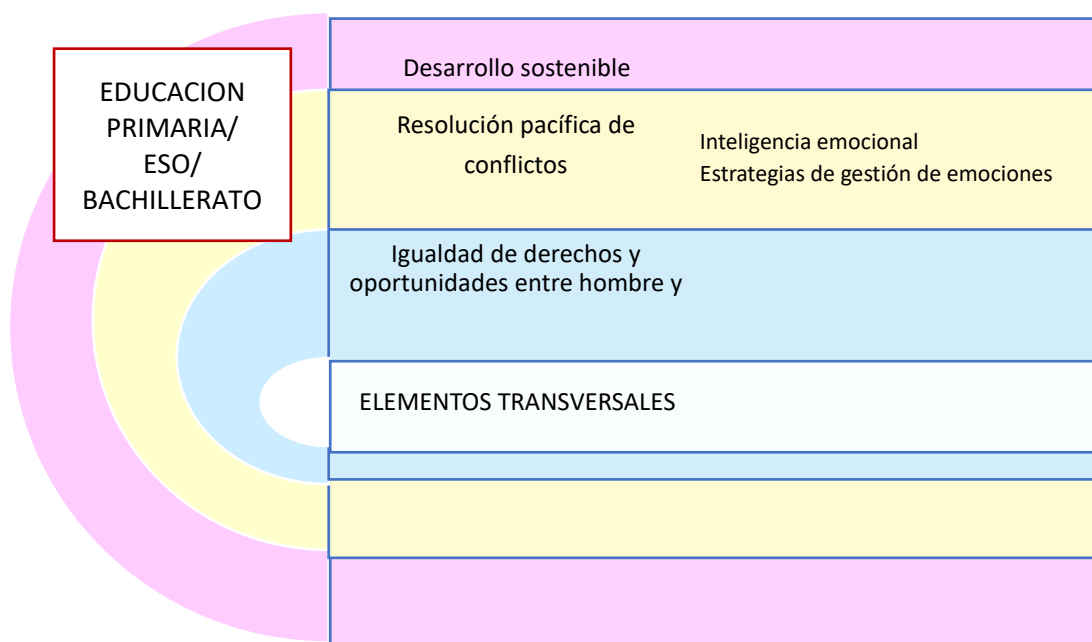 EDUCACION
PRIMARIA/
ESO/
BACHILLERATO
Desarrollo sostenible
Resolución pacífica de
conflictos
Inteligencia emocional
Estrategias de gestión de emociones
Igualdad de derechos y
oportunidades entre hombre y
ELEMENTOS TRANSVERSALES